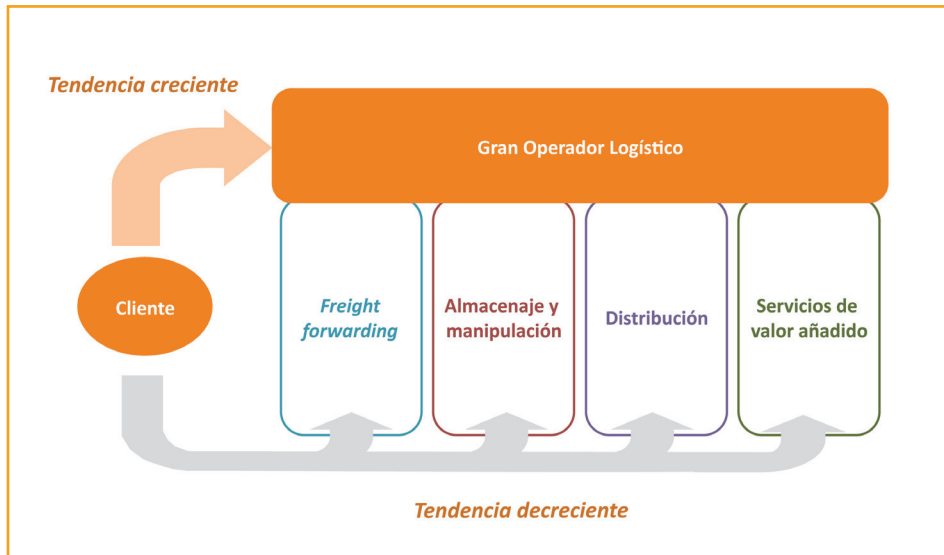 Tendencia creciente
Gran Operador Logístico
Cliente
Freight
forwarding
Almacenaje y
manipulación
Distribución
Servicios de
valor añadido
Tendencia decreciente